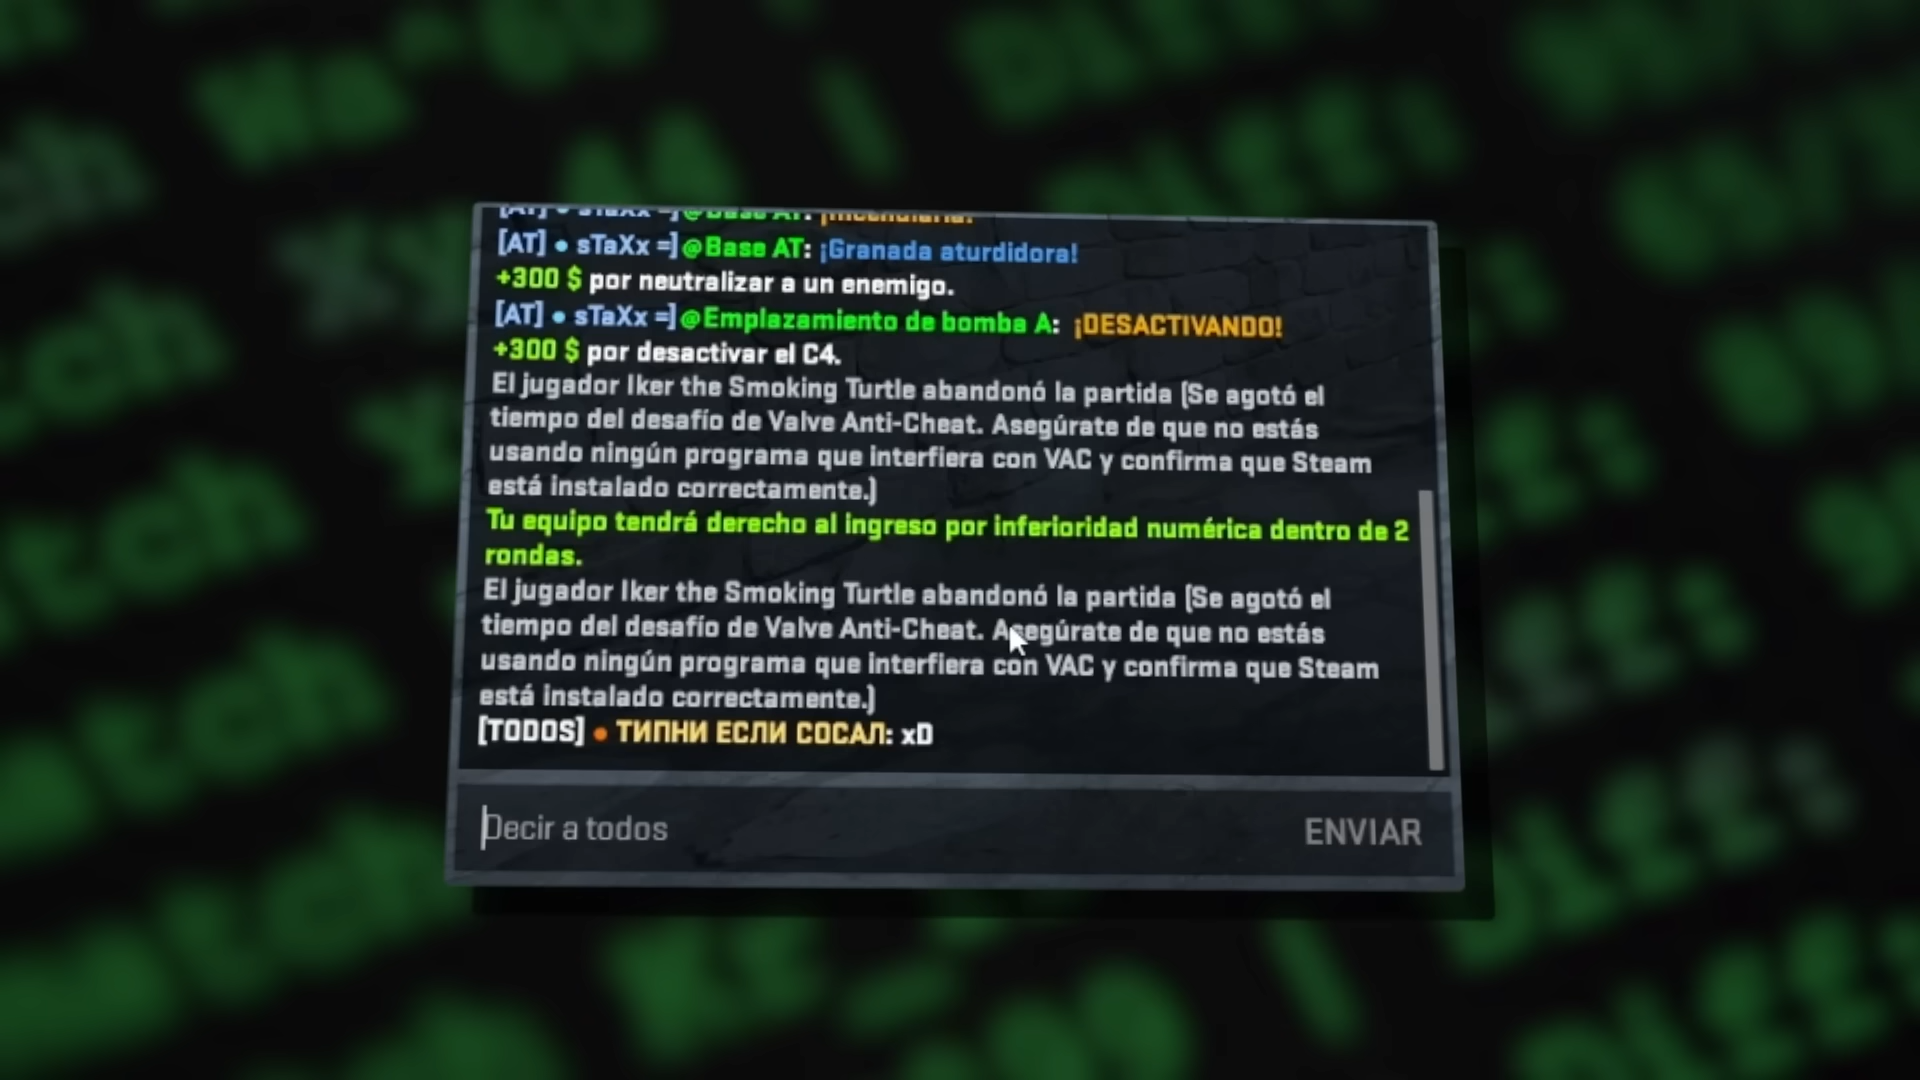 [AT] • sTaXx =]@Base AT: ¡Incendiaria!
[AT] • sTaXx =]@Base AT: ¡Granada aturdidora!
+300 $ por neutralizar a un enemigo.
[AT] • sTaXx =]@Emplazamiento de bomba A: ¡DESACTIVANDO!
+300 $ por desactivar el C4.
El jugador Iker the Smoking Turtle abandonó la partida (Se agotó el
tiempo del desafío de Valve Anti-Cheat. Asegúrate de que no estás
usando ningún programa que interfiera con VAC y confirma que Steam
está instalado correctamente.)
Tu equipo tendrá derecho al ingreso por inferioridad numérica dentro de 2
rondas.
El jugador Iker the Smoking Turtle abandonó la partida (Se agotó el
tiempo del desafío de Valve Anti-Cheat. Asegúrate de que no estás
usando ningún programa que interfiera con VAC y confirma que Steam
está instalado correctamente.)
[TODOS] • ТИПНИ ЕСЛИ СОСАЛ: xD
Decir a todos
ENVIAR